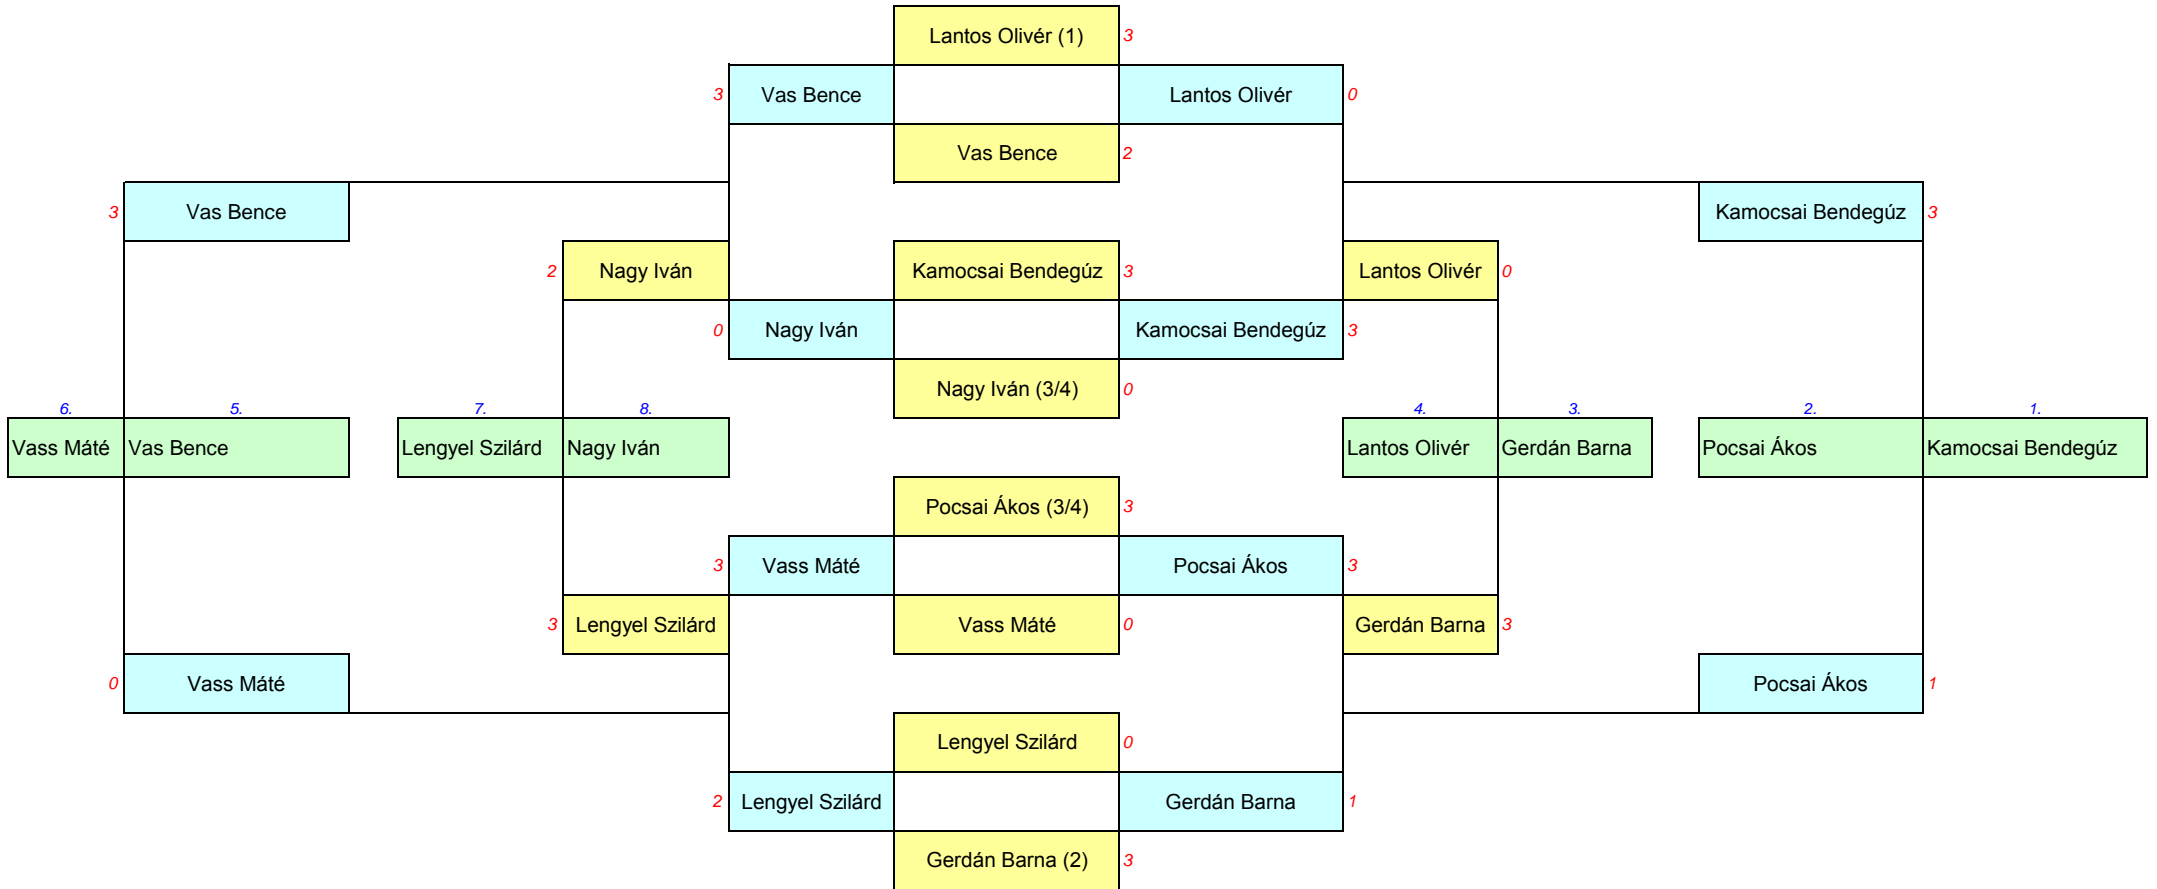 Lantos Olivér (1) 3
3 Vas Bence Lantos Olivér 0
Vas Bence 2
3 Vas Bence Kamocsai Bendegúz 3
2 Nagy Iván Kamocsai Bendegúz 3 Lantos Olivér 0
0 Nagy Iván Kamocsai Bendegúz 3
Nagy Iván (3/4) 0
6. 5. 7. 8. 4. 3. 2. 1.
Vass Máté Vas Bence Lengyel Szilárd Nagy Iván Lantos Olivér Gerdán Barna Pocsai Ákos Kamocsai Bendegúz
Pocsai Ákos (3/4) 3
3 Vass Máté Pocsai Ákos 3
3 Lengyel Szilárd Vass Máté 0 Gerdán Barna 3
0 Vass Máté Pocsai Ákos 1
Lengyel Szilárd 0
2 Lengyel Szilárd Gerdán Barna 1
Gerdán Barna (2) 3